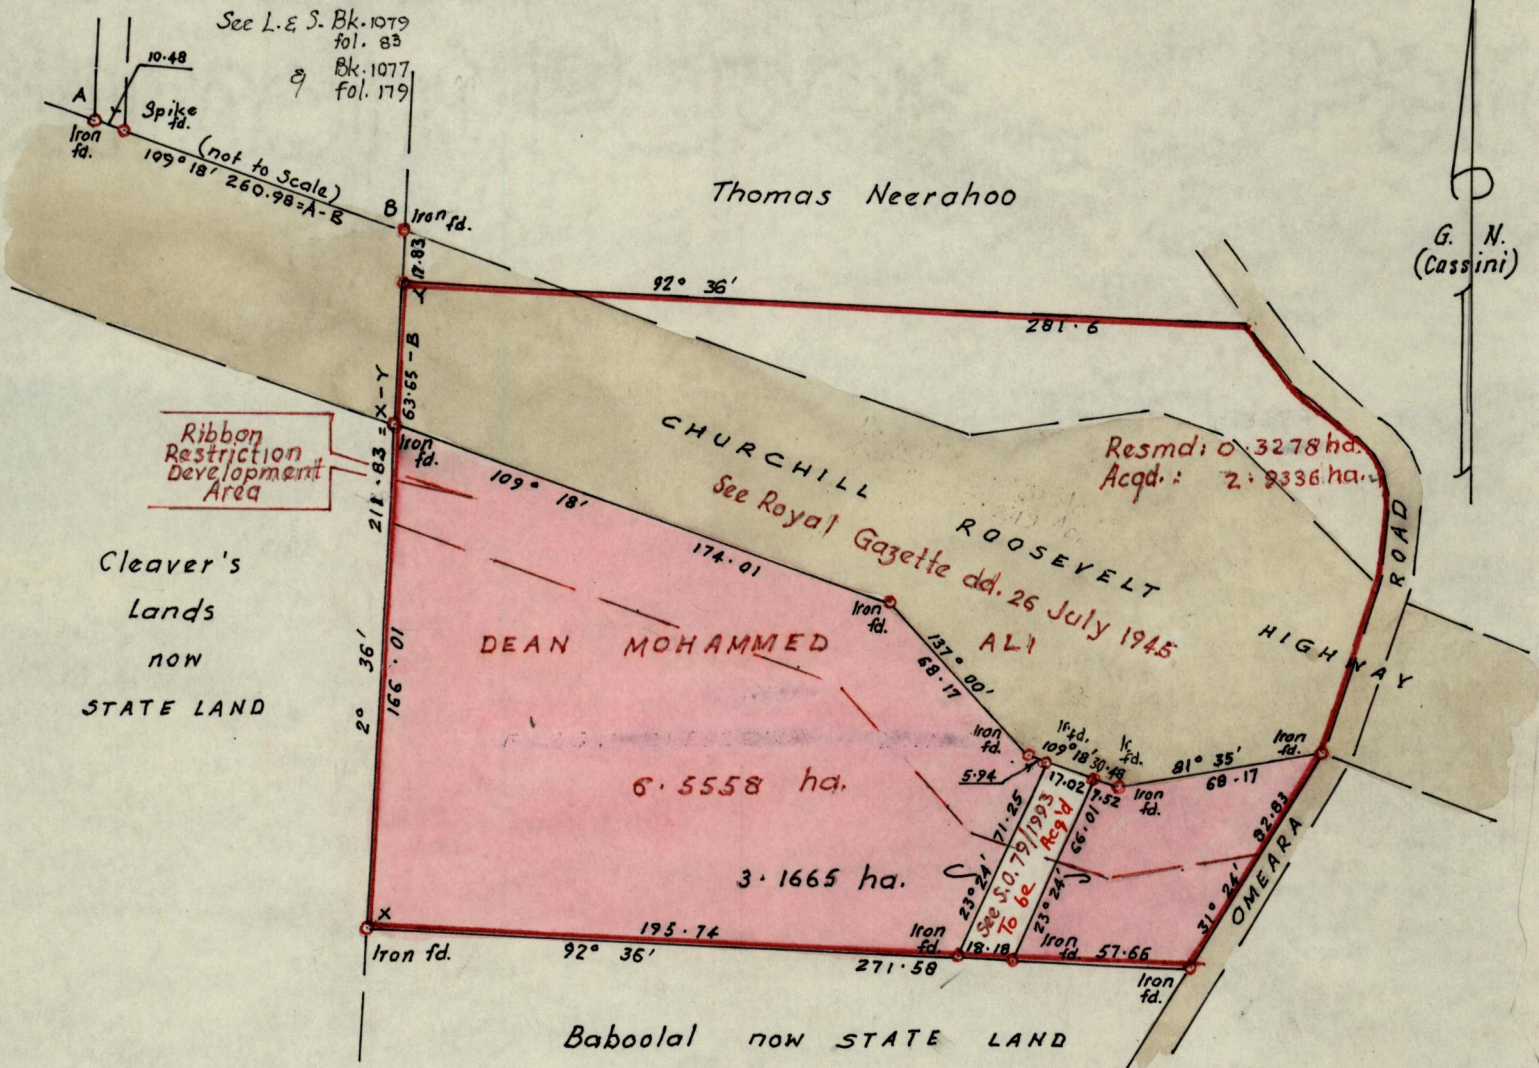 See L. & S. Bk. 1079
fol. 83
& Bk. 1077
fol. 179
10·48
A
Spike fd.
Iron fd.
(not to Scale)
109° 18' 260·98=A-B
B
Iron fd.
17·83
Y
Thomas Neerahoo
G. N.
(Cassini)
92° 36'
281·6
63·65-B
211·83 = X-Y
Iron fd.
Ribbon
Restriction
Development
Area
CHURCHILL ROOSEVELT HIGHWAY
See Royal Gazette dd. 26 July 1945
Resmd: 0·3278 ha.
Acqd.: 2·9336 ha.
ROAD
109° 18'
174·01
Iron fd.
Cleaver's
Lands
now
STATE LAND
2° 36'
166·01
DEAN MOHAMMED ALI
137° 00'
68·17
Iron fd.
Ir. fd.
109° 18' 30·48
Ir. fd.
5·94
17·02
7·52
Iron fd.
81° 35'
68·17
Iron fd.
6·5558 ha.
71·25
23° 24'
See S.O. 79/1993
To be Acq'd
66·01
23° 24'
82·83
31° 24'
OMEARA
3·1665 ha.
X
Iron fd.
195·74
92° 36'
271·58
Iron fd.
18·18
Iron fd.
57·66
Iron fd.
Baboolal now STATE LAND